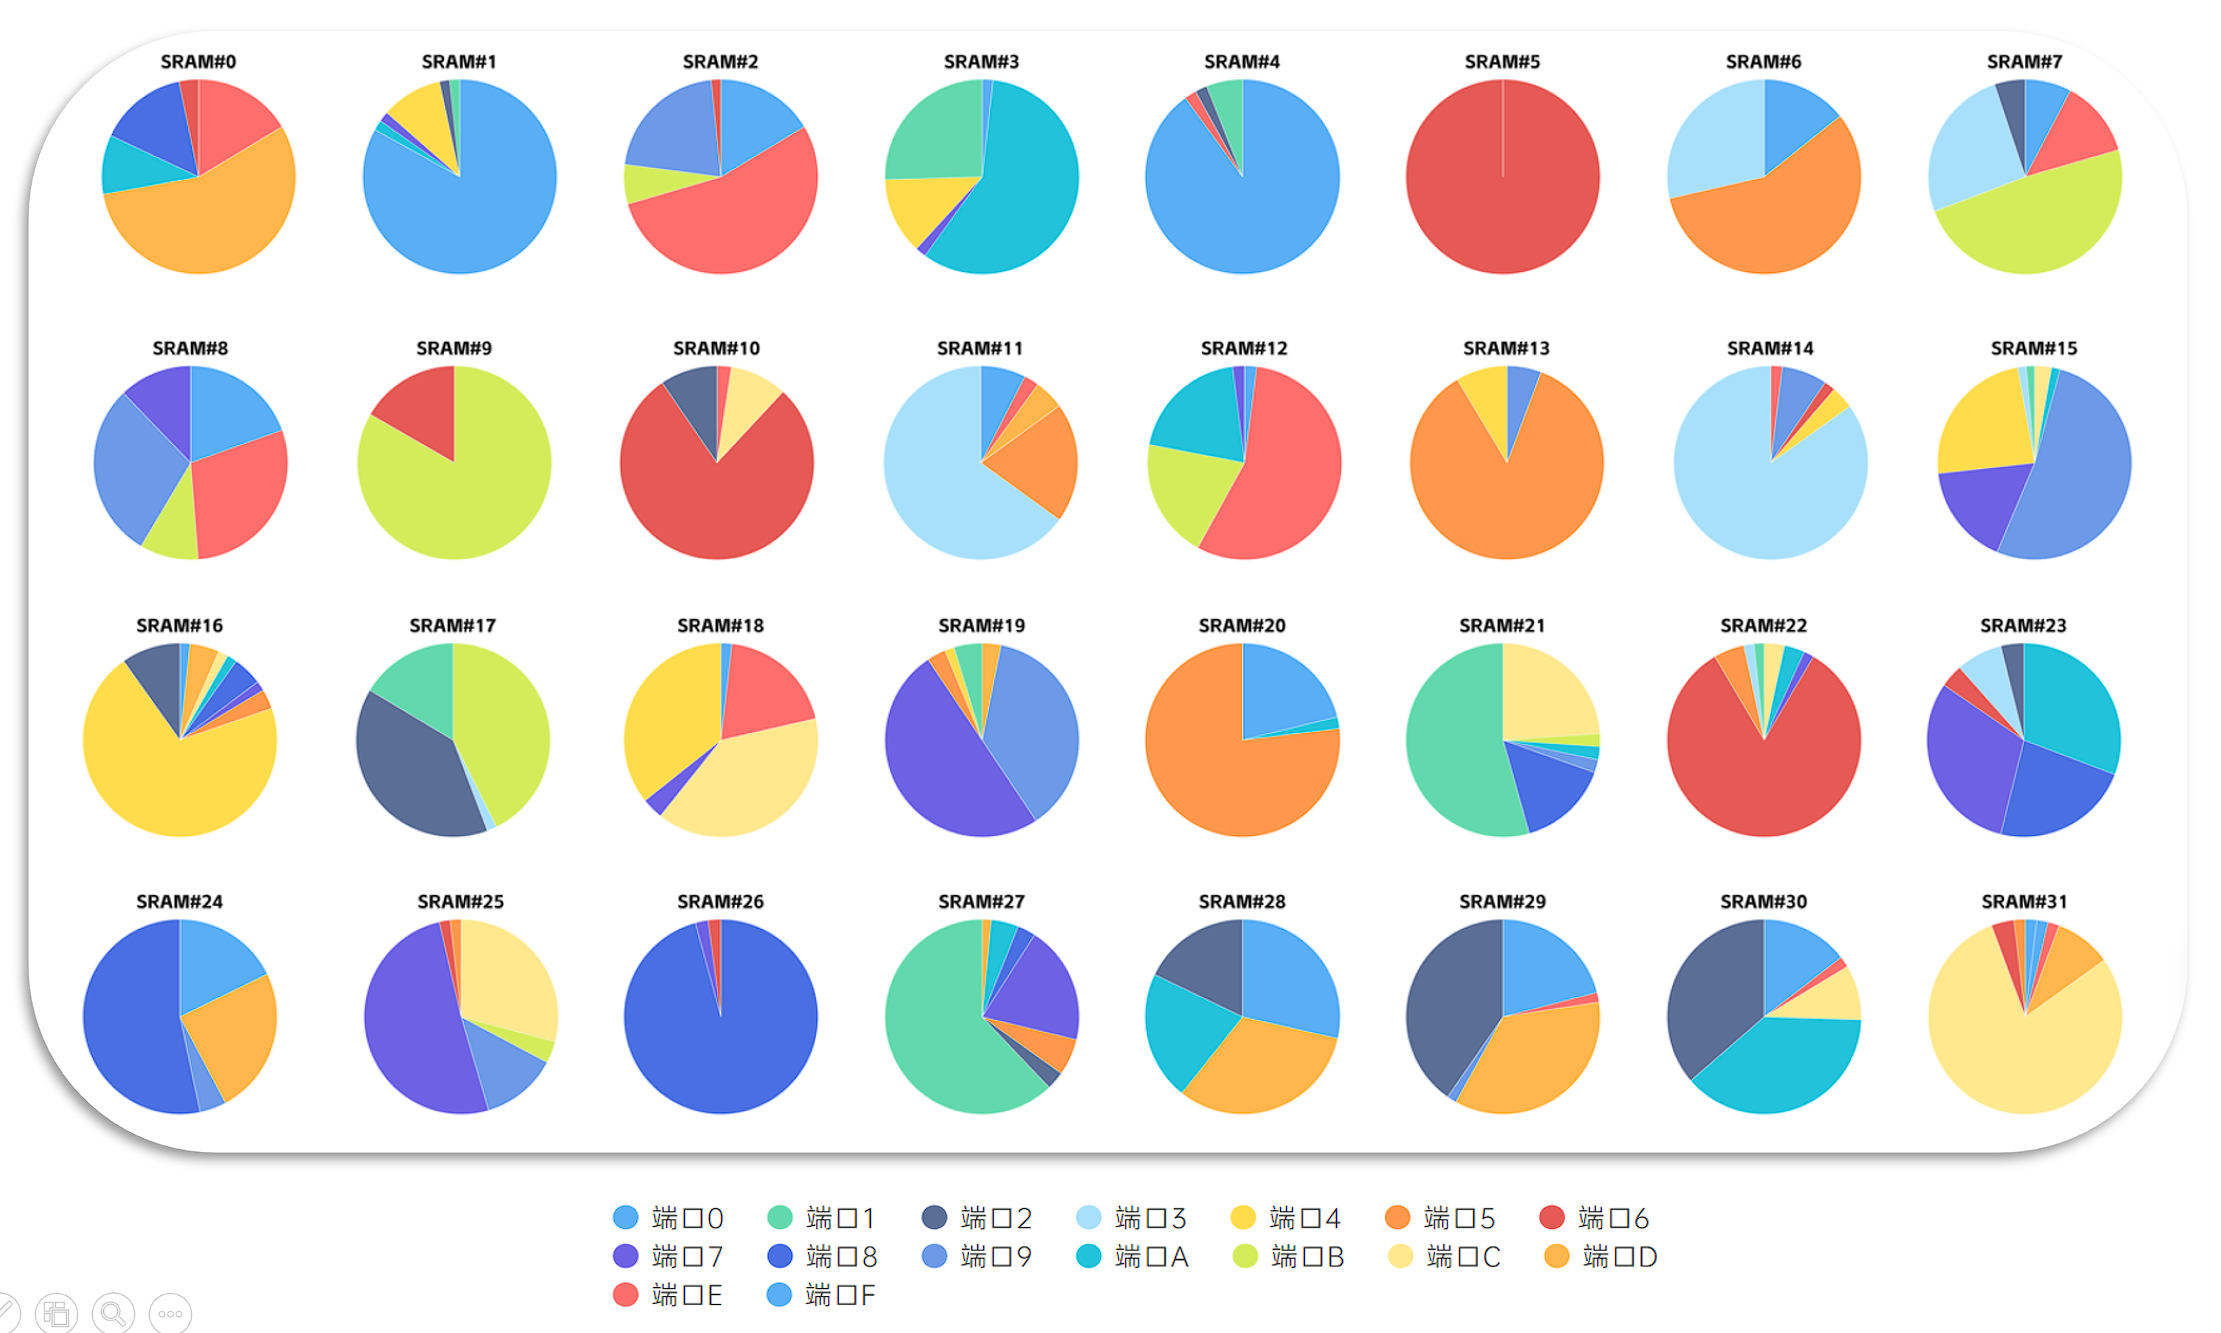 SRAM#0 SRAM#1 SRAM#2 SRAM#3 SRAM#4 SRAM#5 SRAM#6 SRAM#7
SRAM#8 SRAM#9 SRAM#10 SRAM#11 SRAM#12 SRAM#13 SRAM#14 SRAM#15
SRAM#16 SRAM#17 SRAM#18 SRAM#19 SRAM#20 SRAM#21 SRAM#22 SRAM#23
SRAM#24 SRAM#25 SRAM#26 SRAM#27 SRAM#28 SRAM#29 SRAM#30 SRAM#31
端口0 端口1 端口2 端口3 端口4 端口5 端口6
端口7 端口8 端口9 端口A 端口B 端口C 端口D
端口E 端口F